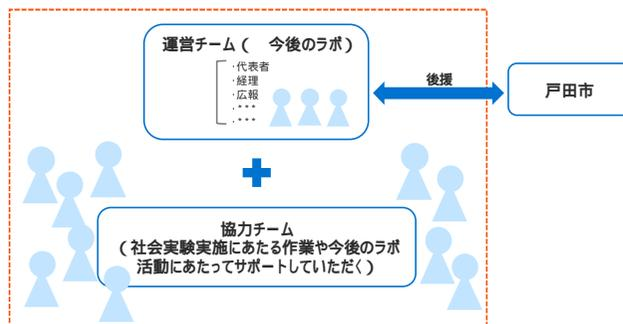 運営チーム（　今後のラボ）
・代表者
・経理
・広報
・・・・
・・・・
後援
戸田市
協力チーム
（社会実験実施にあたる作業や今後のラボ
活動にあたってサポートしていただく）